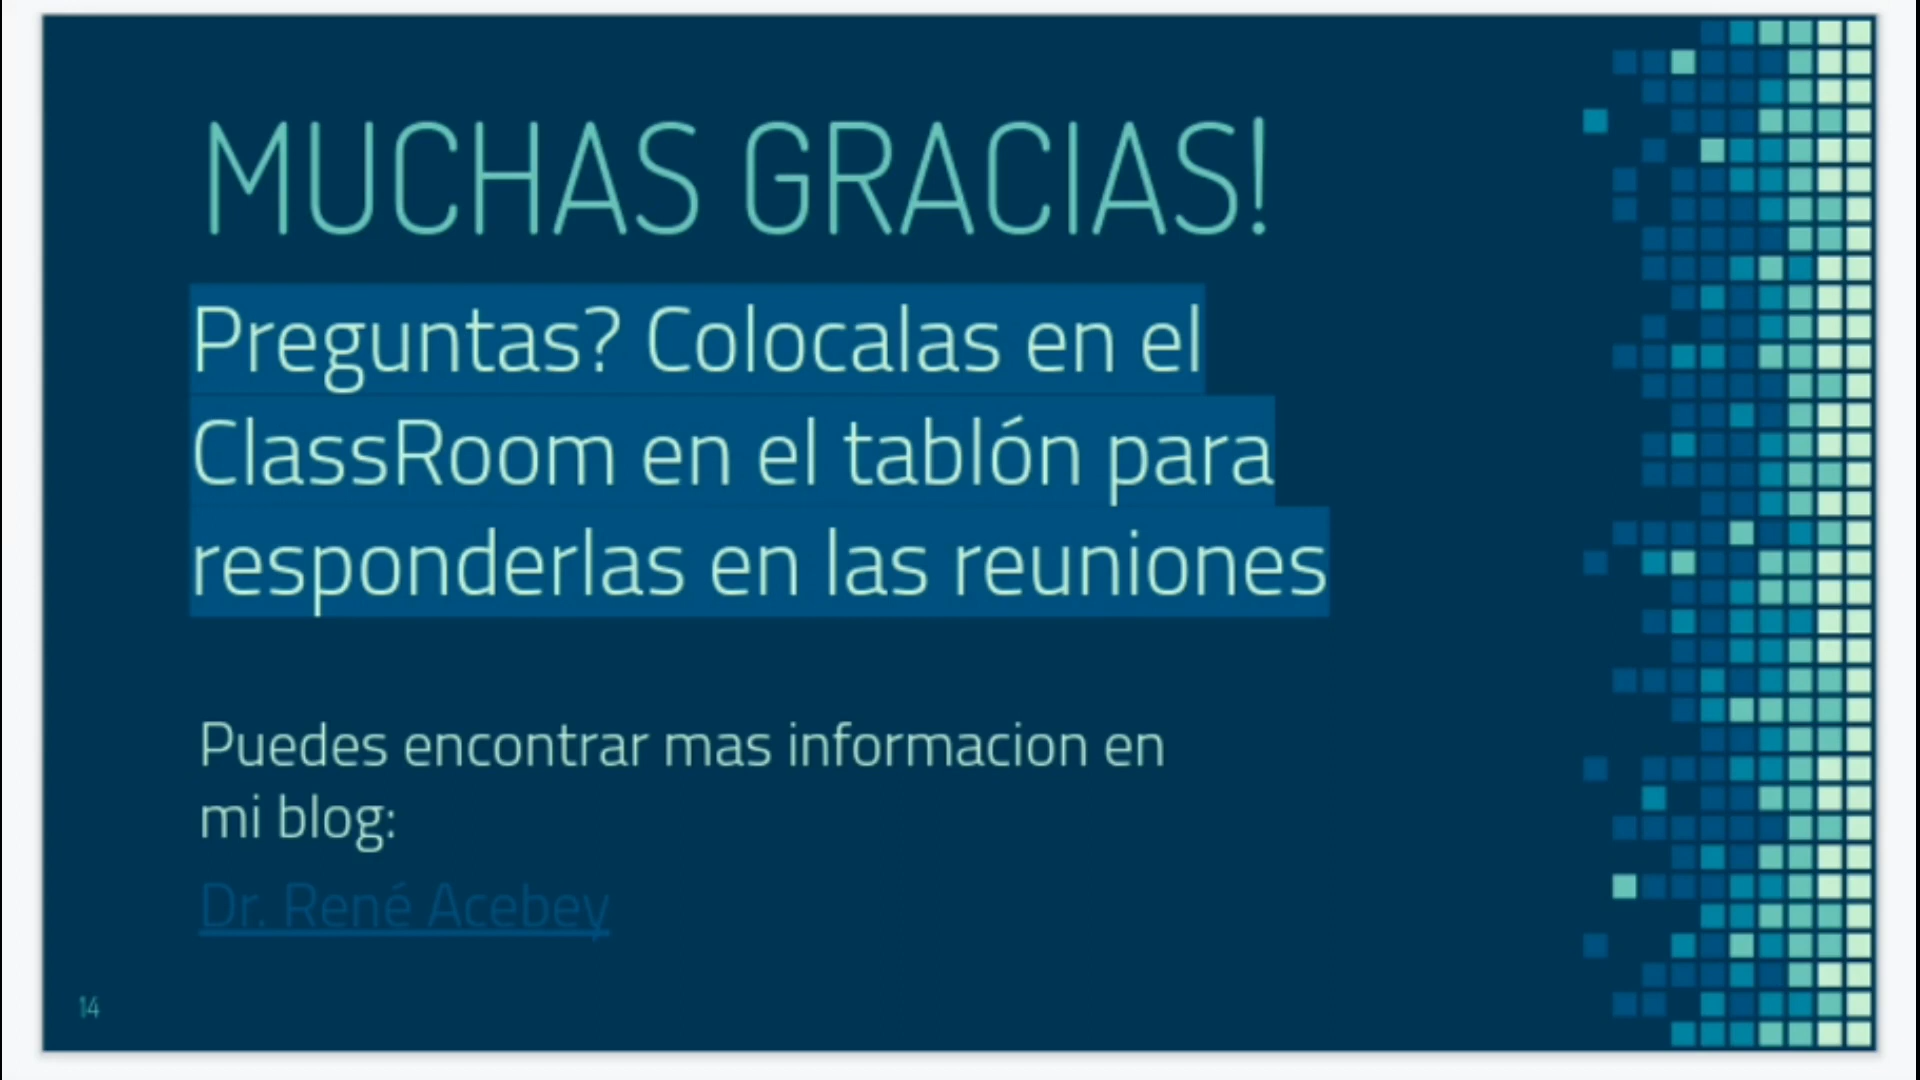 MUCHAS GRACIAS!
Preguntas? Colocalas en el
ClassRoom en el tablón para
responderlas en las reuniones
Puedes encontrar mas informacion en
mi blog:
Dr. René Acebey
14